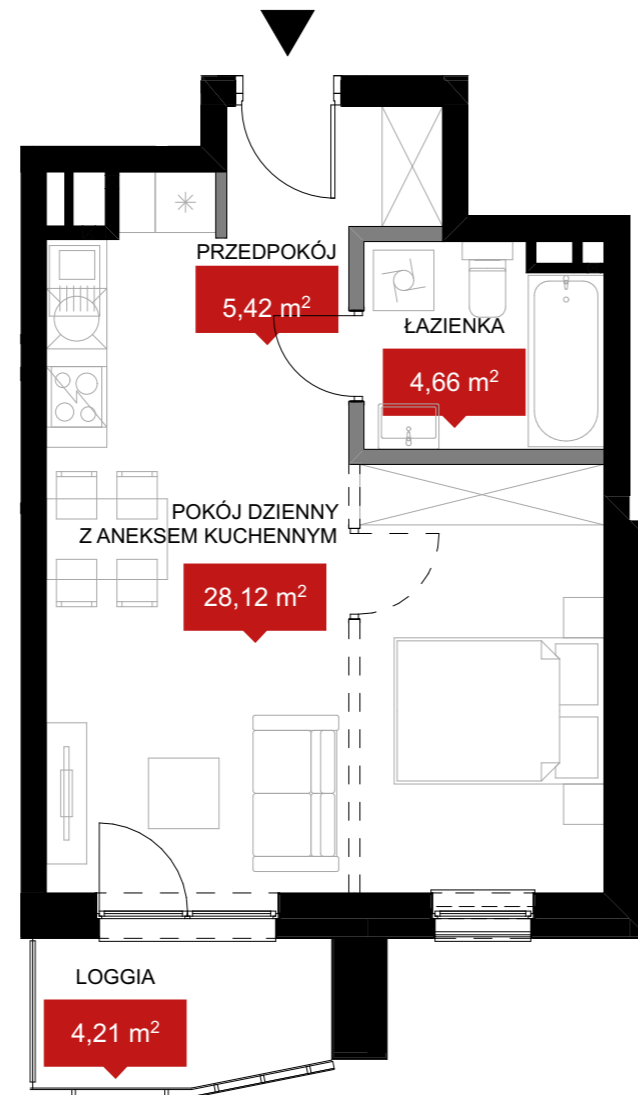 PRZEDPOKÓJ
5,42 m²
ŁAZIENKA
4,66 m²
POKÓJ DZIENNY
Z ANEKSEM KUCHENNYM
28,12 m²
LOGGIA
4,21 m²